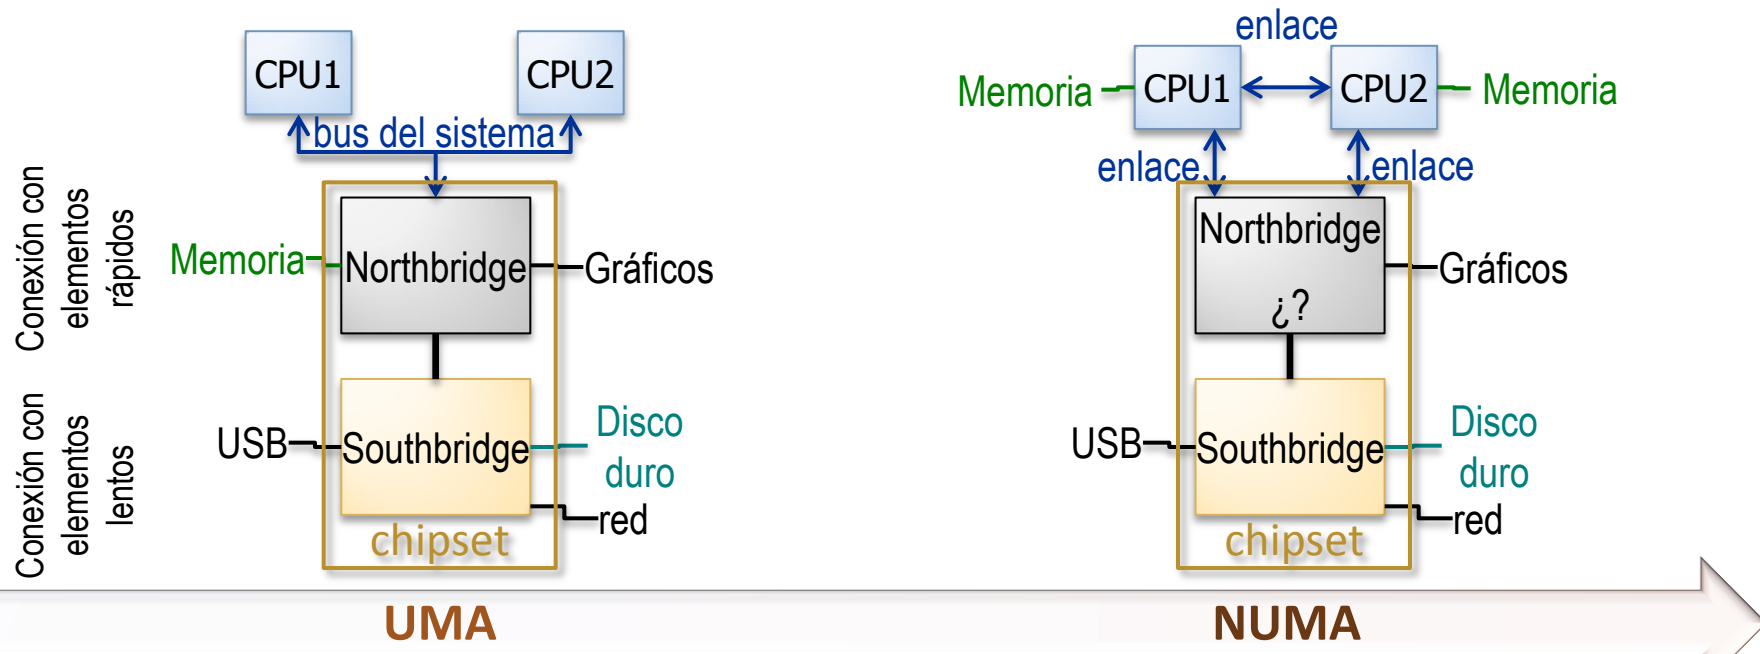 CPU1
CPU2
bus del sistema
Conexión con
elementos
rápidos
Memoria
Northbridge
Gráficos
Conexión con
elementos
lentos
USB
Southbridge
Disco
duro
red
chipset
UMA
enlace
Memoria
CPU1
CPU2
Memoria
enlace
enlace
Northbridge
¿?
Gráficos
USB
Southbridge
Disco
duro
red
chipset
NUMA